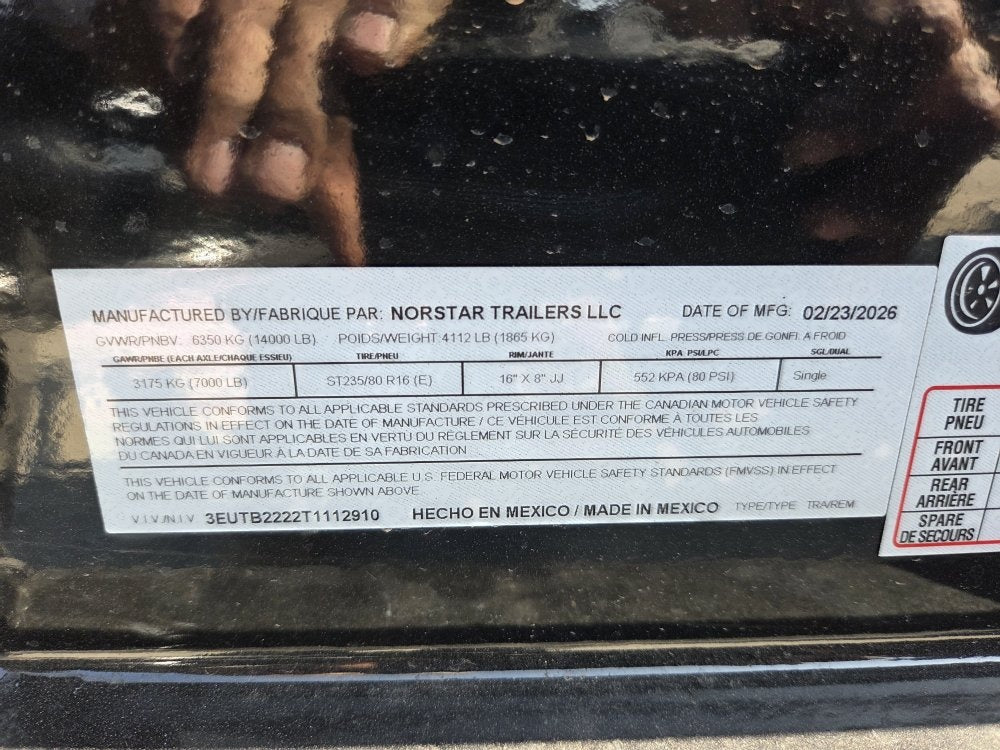 MANUFACTURED BY/FABRIQUE PAR: NORSTAR TRAILERS LLC DATE OF MFG: 02/23/2026
GVWR/PNBV: 6350 KG (14000 LB) POIDS/WEIGHT 4112 LB (1865 KG) COLD INFL. PRESS/PRESS DE GONFL A FROID
GAWR/PNBE (EACH AXLE/CHAQUE ESSIEU) TIRE/PNEU RIM/JANTE KPA PSI/LPC SGL/DUAL
3175 KG (7000 LB) ST235/80 R16 (E) 16" X 8" JJ 552 KPA (80 PSI) Single
THIS VEHICLE CONFORMS TO ALL APPLICABLE STANDARDS PRESCRIBED UNDER THE CANADIAN MOTOR VEHICLE SAFETY
REGULATIONS IN EFFECT ON THE DATE OF MANUFACTURE / CE VÉHICULE EST CONFORME À TOUTES LES
NORMES QUI LUI SONT APPLICABLES EN VERTU DU RÉGLEMENT SUR LA SÉCURITÉ DES VÉHICULES AUTOMOBILES
DU CANADA EN VIGUEUR À LA DATE DE SA FABRICATION
THIS VEHICLE CONFORMS TO ALL APPLICABLE U.S. FEDERAL MOTOR VEHICLE SAFETY STANDARDS (FMVSS) IN EFFECT
ON THE DATE OF MANUFACTURE SHOWN ABOVE
V.I.V./N.I.V 3EUTB2222T1112910 HECHO EN MEXICO / MADE IN MEXICO TYPE/TYPE TRA/REM
TIRE
PNEU
FRONT
AVANT
REAR
ARRIÈRE
SPARE
DE SECOURS